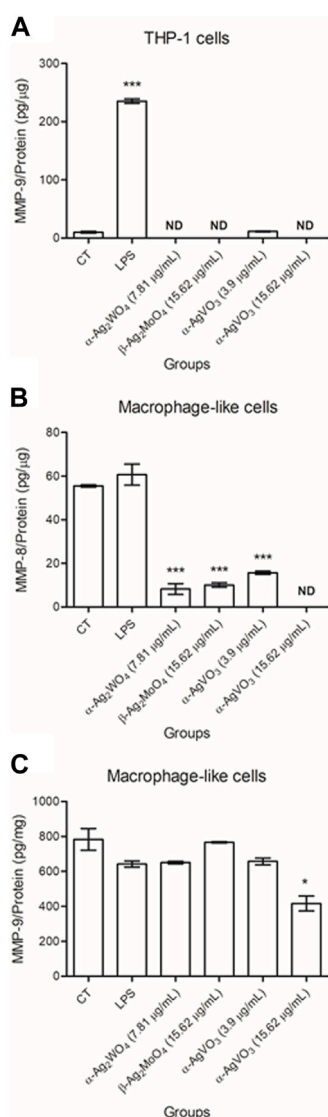 A
THP-1 cells
MMP-9/Protein (pg/µg)
300
200
100
0
***
ND
ND
ND
CT
LPS
α-Ag₂WO₄ (7.81 µg/mL)
β-Ag₂MoO₄ (15.62 µg/mL)
α-AgVO₃ (3.9 µg/mL)
α-AgVO₃ (15.62 µg/mL)
Groups
B
Macrophage-like cells
MMP-8/Protein (pg/µg)
80
60
40
20
0
***
***
***
ND
CT
LPS
α-Ag₂WO₄ (7.81 µg/mL)
β-Ag₂MoO₄ (15.62 µg/mL)
α-AgVO₃ (3.9 µg/mL)
α-AgVO₃ (15.62 µg/mL)
Groups
C
Macrophage-like cells
MMP-9/Protein (pg/mg)
1000
800
600
400
200
0
*
CT
LPS
α-Ag₂WO₄ (7.81 µg/mL)
β-Ag₂MoO₄ (15.62 µg/mL)
α-AgVO₃ (3.9 µg/mL)
α-AgVO₃ (15.62 µg/mL)
Groups